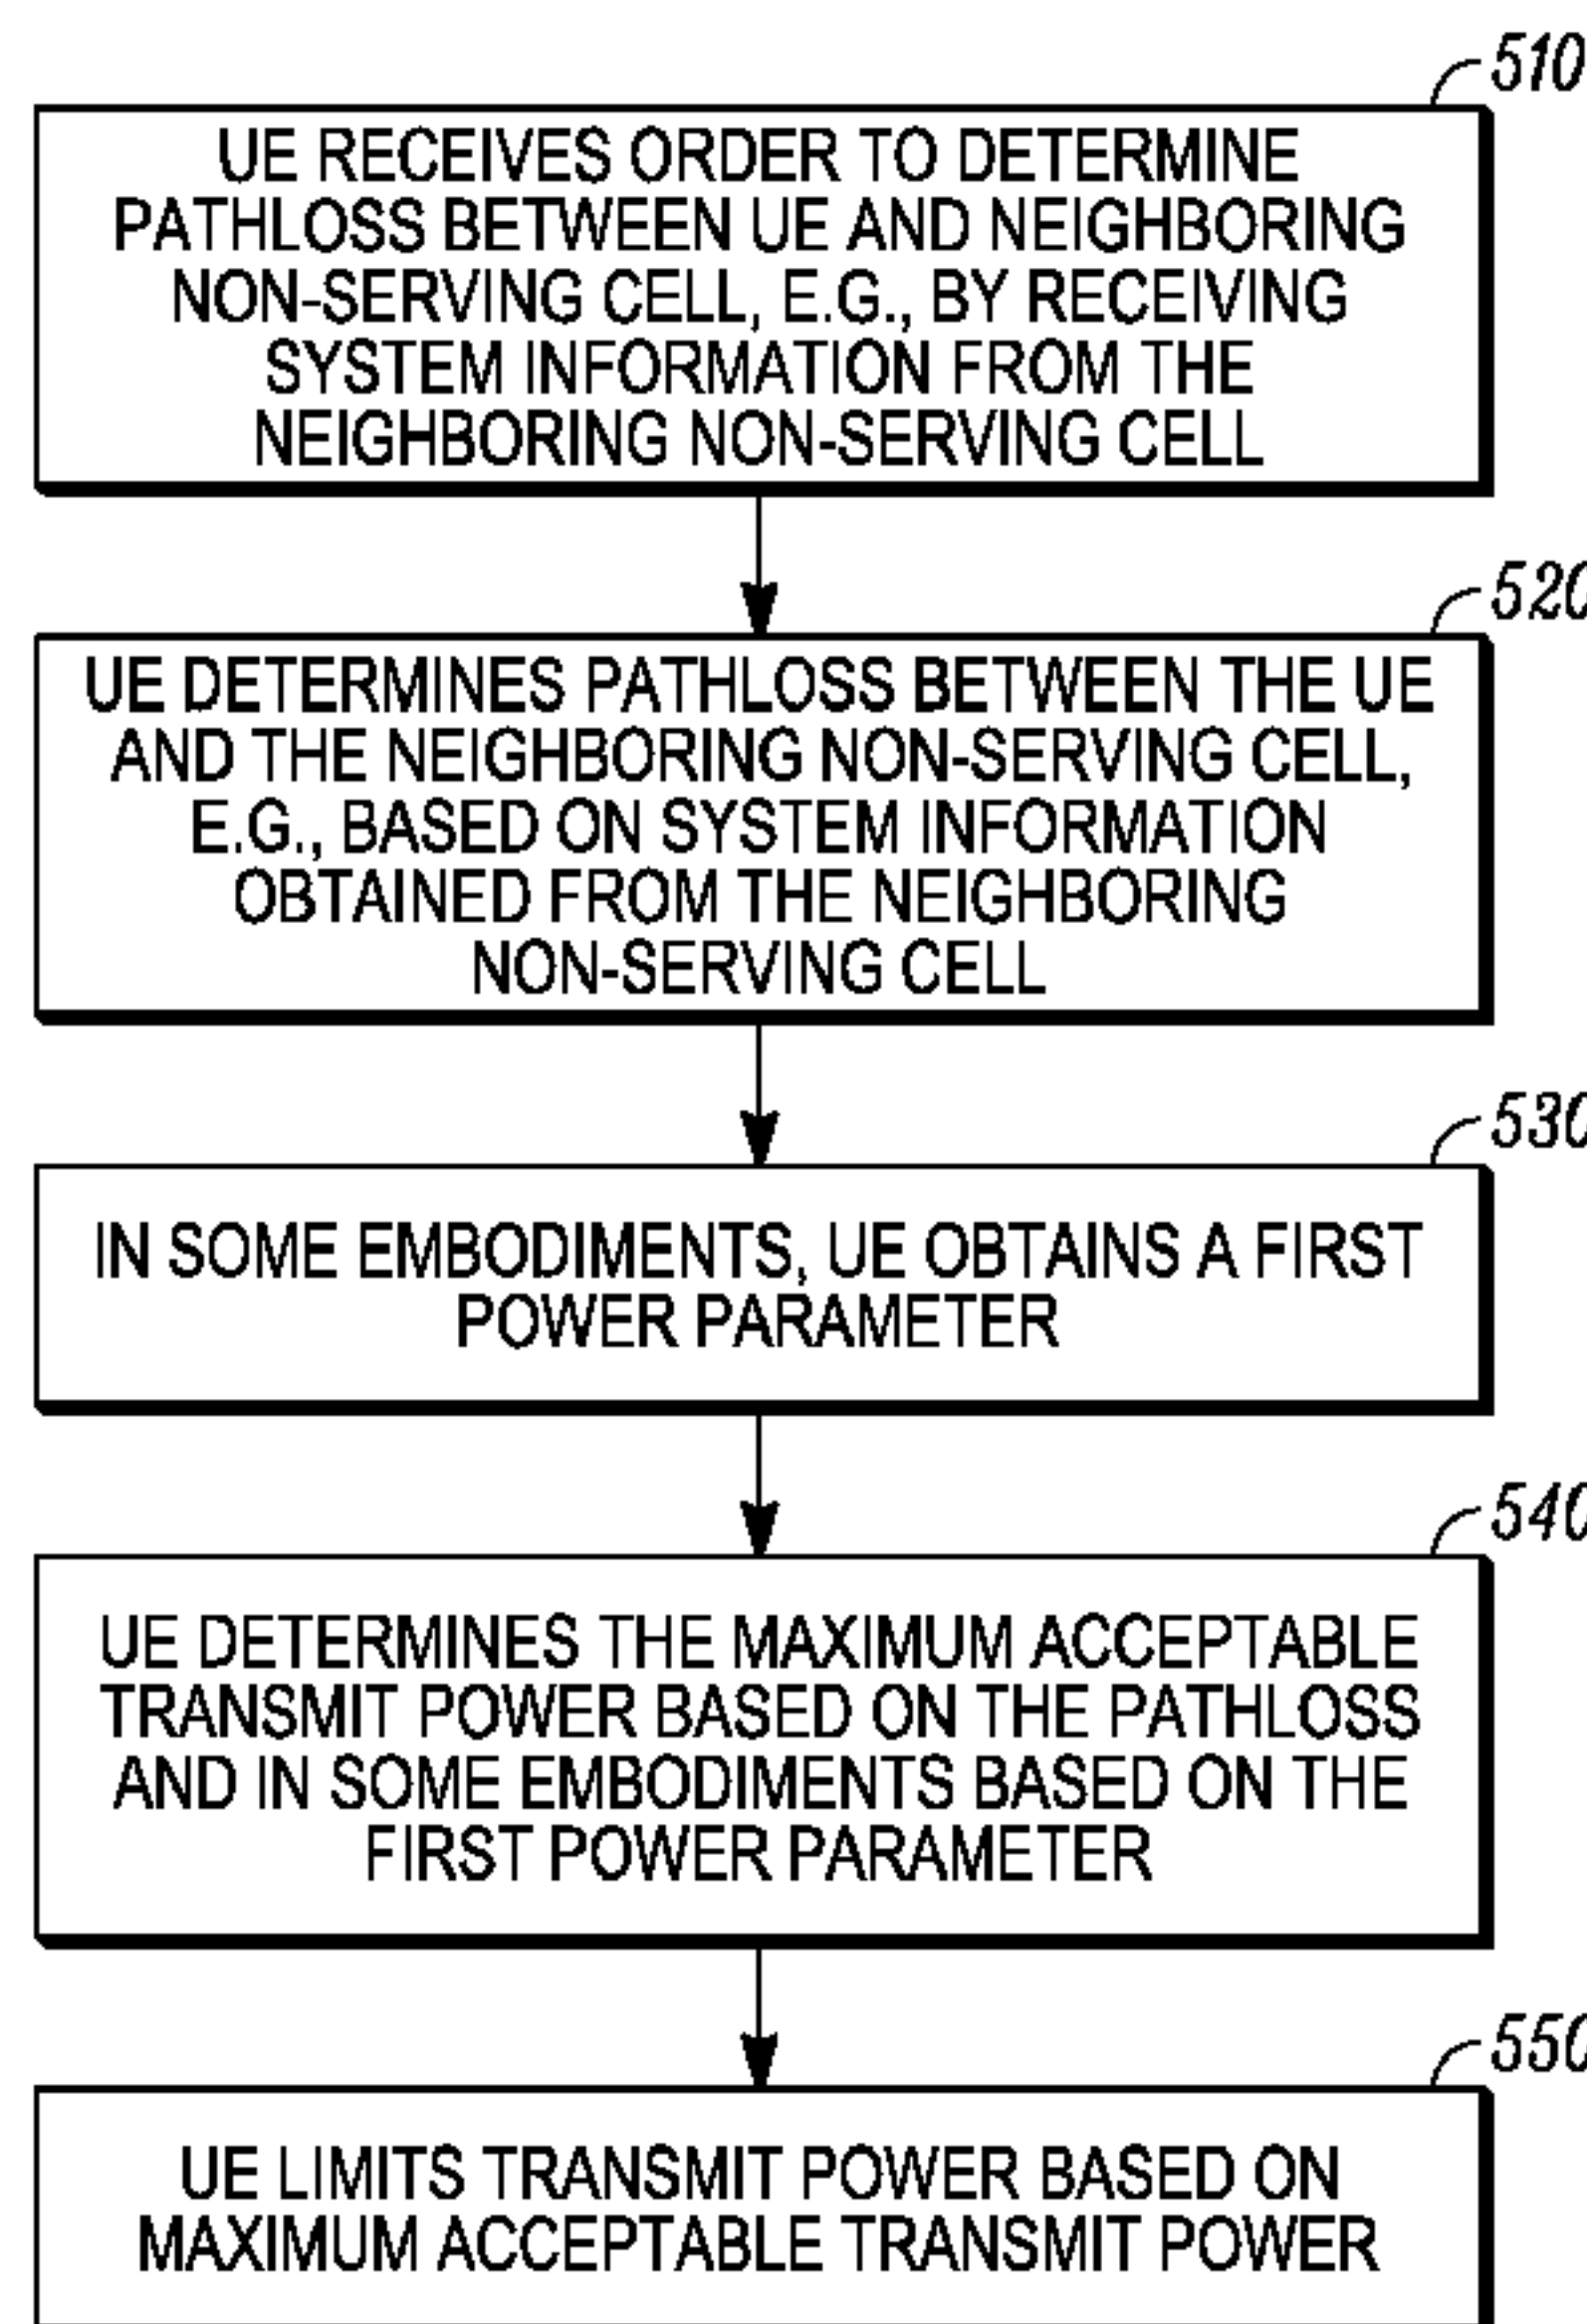 510
UE RECEIVES ORDER TO DETERMINE
PATHLOSS BETWEEN UE AND NEIGHBORING
NON-SERVING CELL, E.G., BY RECEIVING
SYSTEM INFORMATION FROM THE
NEIGHBORING NON-SERVING CELL
520
UE DETERMINES PATHLOSS BETWEEN THE UE
AND THE NEIGHBORING NON-SERVING CELL,
E.G., BASED ON SYSTEM INFORMATION
OBTAINED FROM THE NEIGHBORING
NON-SERVING CELL
530
IN SOME EMBODIMENTS, UE OBTAINS A FIRST
POWER PARAMETER
540
UE DETERMINES THE MAXIMUM ACCEPTABLE
TRANSMIT POWER BASED ON THE PATHLOSS
AND IN SOME EMBODIMENTS BASED ON THE
FIRST POWER PARAMETER
550
UE LIMITS TRANSMIT POWER BASED ON
MAXIMUM ACCEPTABLE TRANSMIT POWER